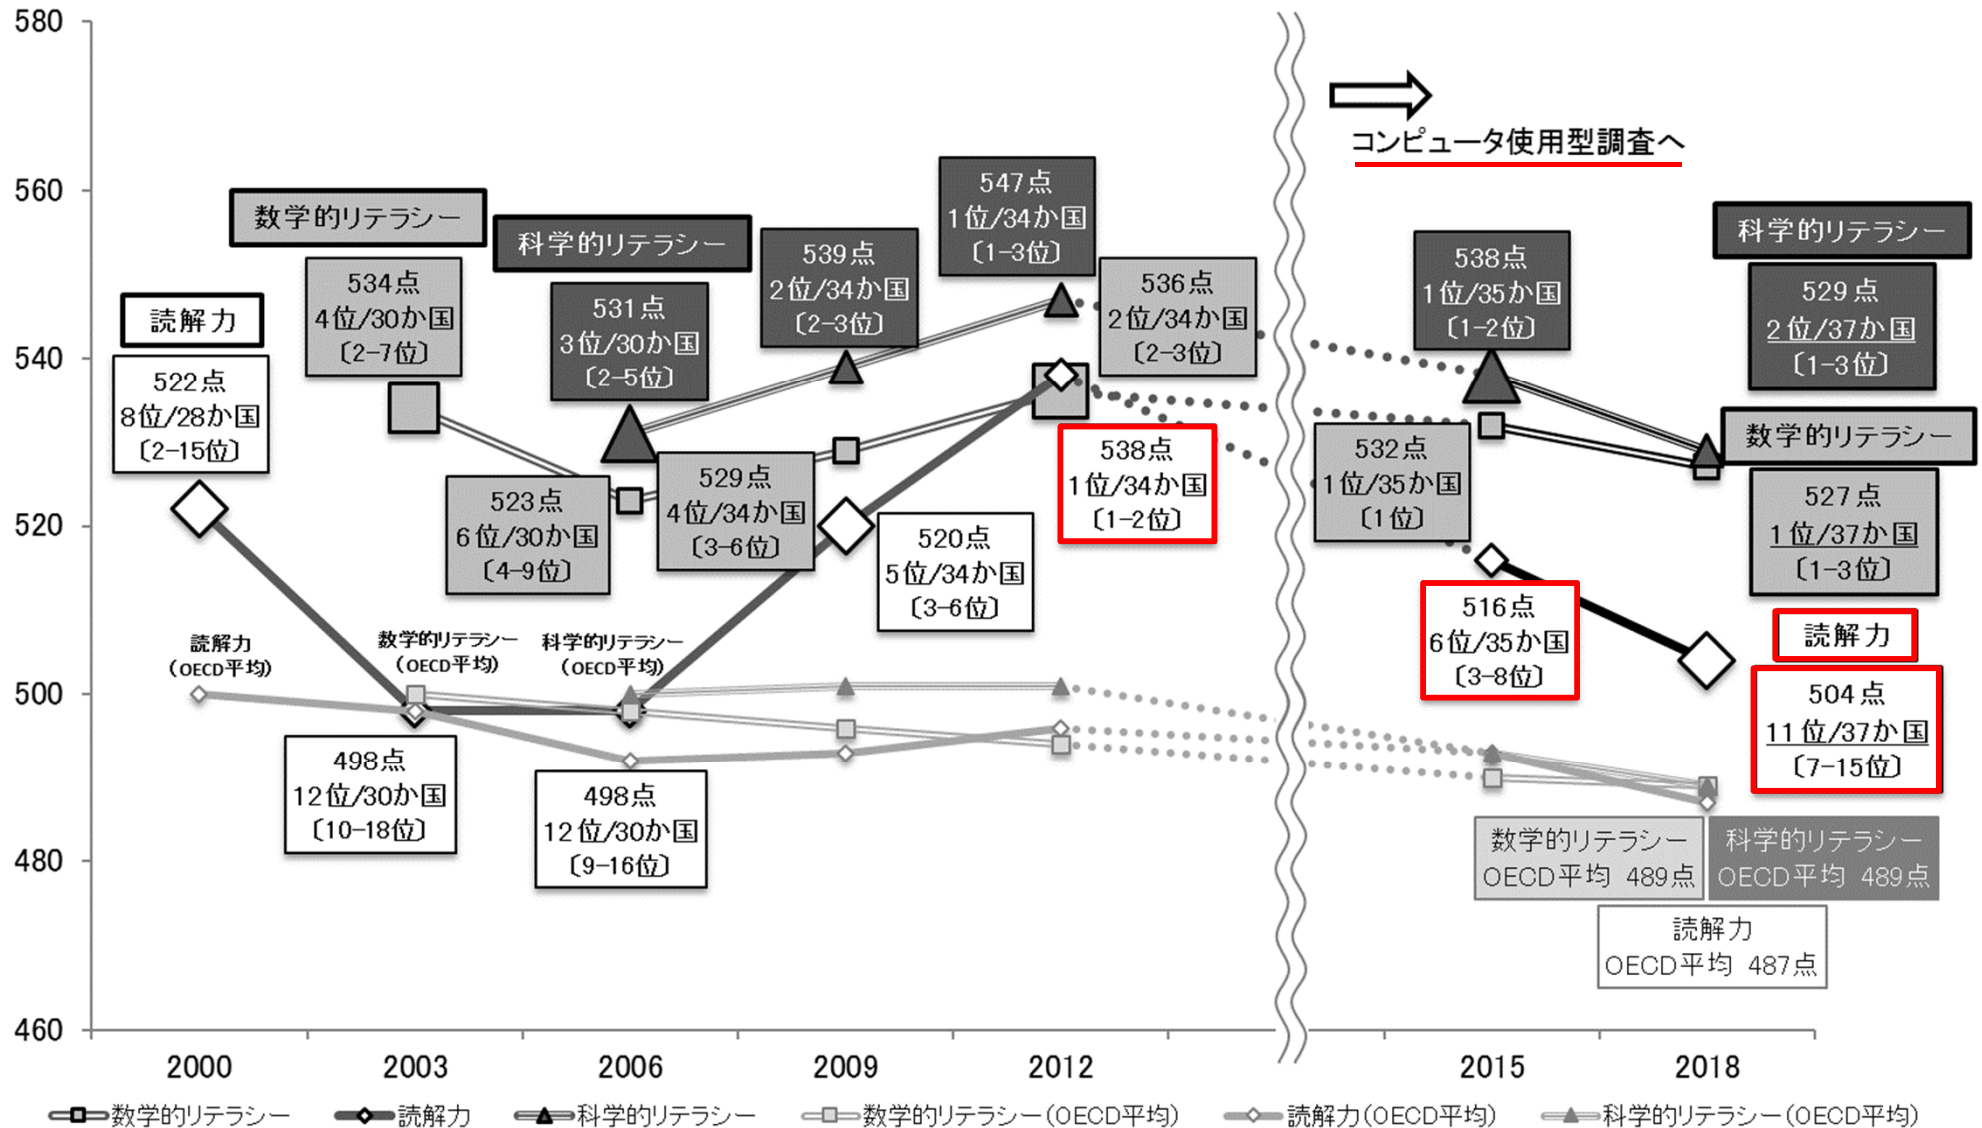 580
560
540
520
500
480
460
コンピュータ使用型調査へ
読解力
522点
8位/28か国
〔2−15位〕
数学的リテラシー
534点
4位/30か国
〔2−7位〕
科学的リテラシー
531点
3位/30か国
〔2−5位〕
539点
2位/34か国
〔2−3位〕
547点
1位/34か国
〔1−3位〕
536点
2位/34か国
〔2−3位〕
538点
1位/35か国
〔1−2位〕
科学的リテラシー
529点
2位/37か国
〔1−3位〕
数学的リテラシー
527点
1位/37か国
〔1−3位〕
523点
6位/30か国
〔4−9位〕
529点
4位/34か国
〔3−6位〕
538点
1位/34か国
〔1−2位〕
532点
1位/35か国
〔1位〕
520点
5位/34か国
〔3−6位〕
516点
6位/35か国
〔3−8位〕
読解力
504点
11位/37か国
〔7−15位〕
読解力
（OECD平均）
数学的リテラシー
（OECD平均）
科学的リテラシー
（OECD平均）
498点
12位/30か国
〔10−18位〕
498点
12位/30か国
〔9−16位〕
数学的リテラシー
OECD平均 489点
科学的リテラシー
OECD平均 489点
読解力
OECD平均 487点
2000
2003
2006
2009
2012
2015
2018
数学的リテラシー
読解力
科学的リテラシー
数学的リテラシー（OECD平均）
読解力（OECD平均）
科学的リテラシー（OECD平均）